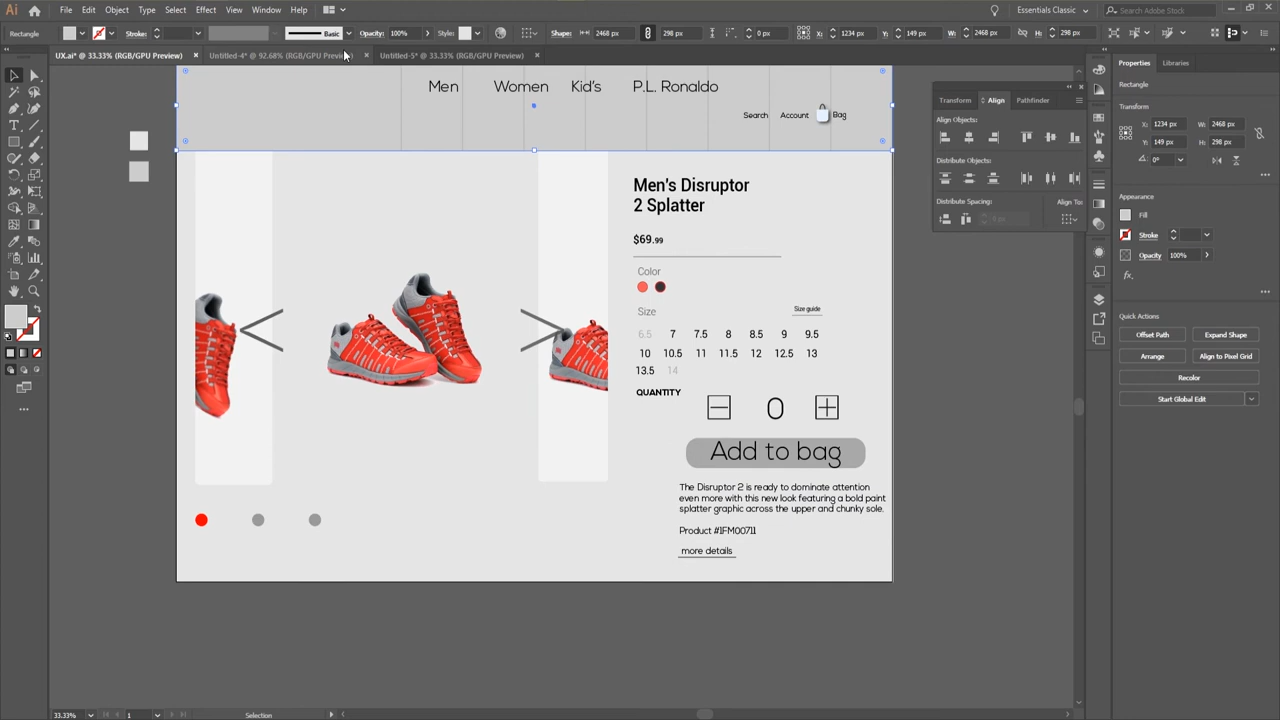 Ai File Edit Object Type Select Effect View Window Help Essentials Classic Search Adobe Stock
Rectangle Stroke: Basic Opacity: 100% Style: Shape: 2468 px 298 px 0 px X: 1234 px Y: 149 px W: 2468 px H: 298 px
UX.ai* @ 33.33% (RGB/GPU Preview) × Untitled-4* @ 92.68% (RGB/GPU Preview) × Untitled-5* @ 33.33% (RGB/GPU Preview) ×
Men Women Kid's P.L. Ronaldo
Search Account Bag
Men's Disruptor
2 Splatter
$69.99
Color
Size Size guide
6.5 7 7.5 8 8.5 9 9.5
10 10.5 11 11.5 12 12.5 13
13.5 14
QUANTITY
0
Add to bag
The Disruptor 2 is ready to dominate attention
even more with this new look featuring a bold paint
splatter graphic across the upper and chunky sole.
Product #1FM00711
more details
Transform Align Pathfinder
Align Objects:
Distribute Objects:
Distribute Spacing: Align To:
0 px
Properties Libraries
Rectangle
Transform
X: 1234 px W: 2468 px
Y: 149 px H: 298 px
0°
Appearance
Fill
Stroke
Opacity 100%
fx.
Quick Actions
Offset Path Expand Shape
Arrange Align to Pixel Grid
Recolor
Start Global Edit
33.33% 1 Selection